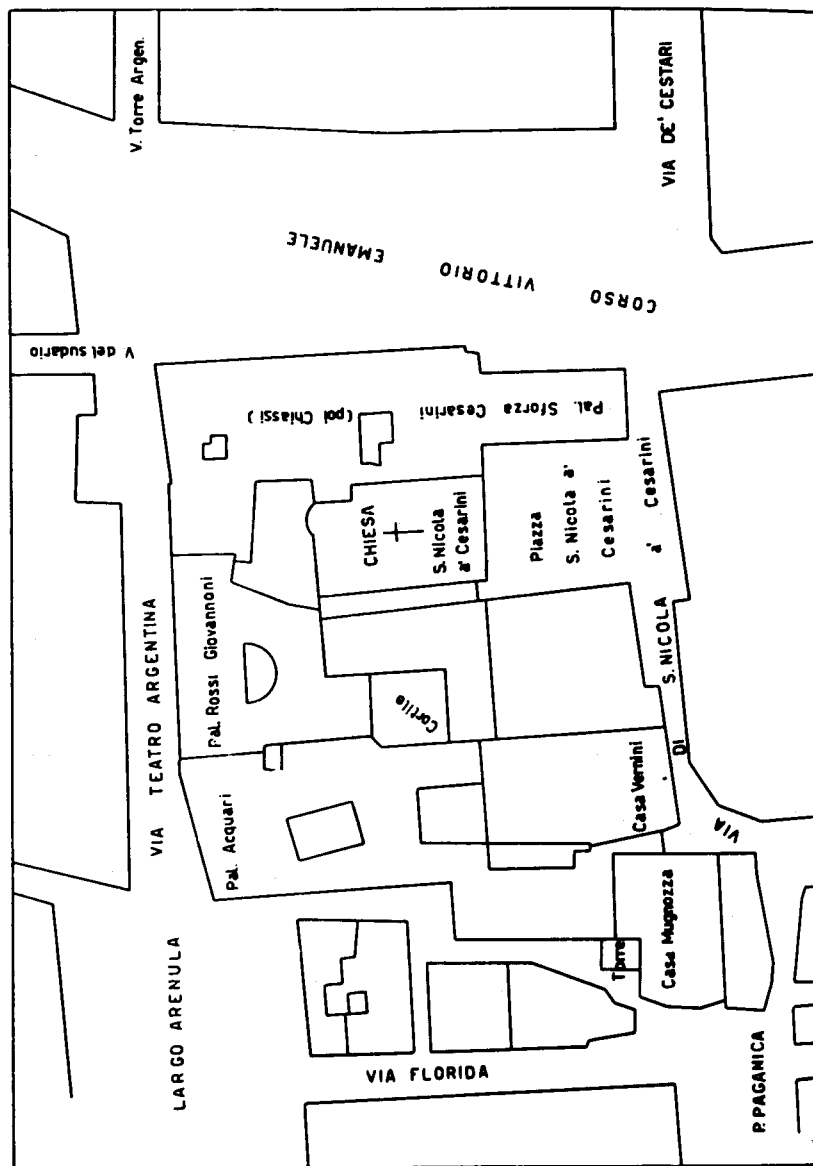 V. Torre Argen.
VIA DE' CESTARI
CORSO VITTORIO EMANUELE
V. del sudario
Pal. Sforza Cesarini (poi Chiassi)
CHIESA
S. Nicola
a' Cesarini
Piazza
S. Nicola a'
Cesarini
VIA DI S. NICOLA a' Cesarini
VIA TEATRO ARGENTINA
Pal. Rossi Giovannoni
Cortile
Pal. Acquari
Casa Vernini
Torre
Casa Mugnozza
LARGO ARENULA
VIA FLORIDA
P. PAGANICA